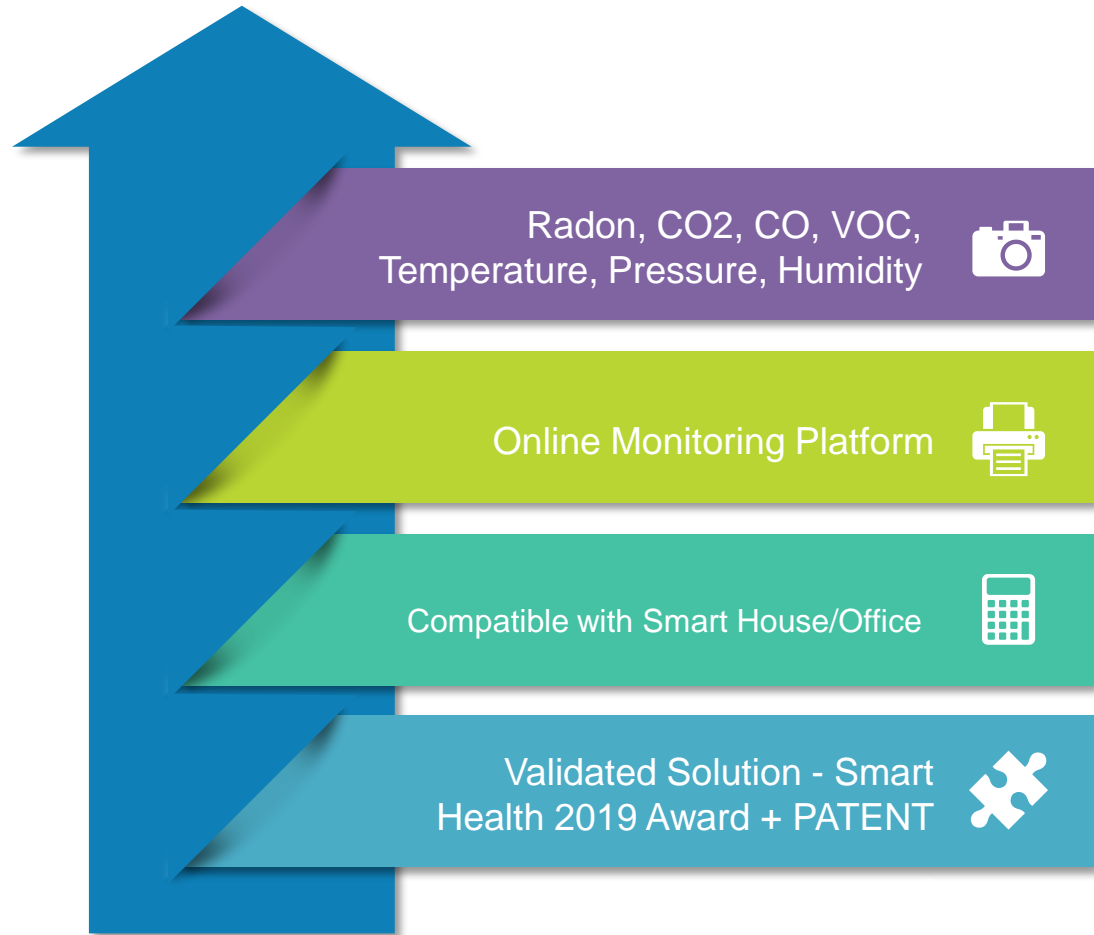 Radon, CO2, CO, VOC,
Temperature, Pressure, Humidity
Online Monitoring Platform
Compatible with Smart House/Office
Validated Solution - Smart
Health 2019 Award + PATENT